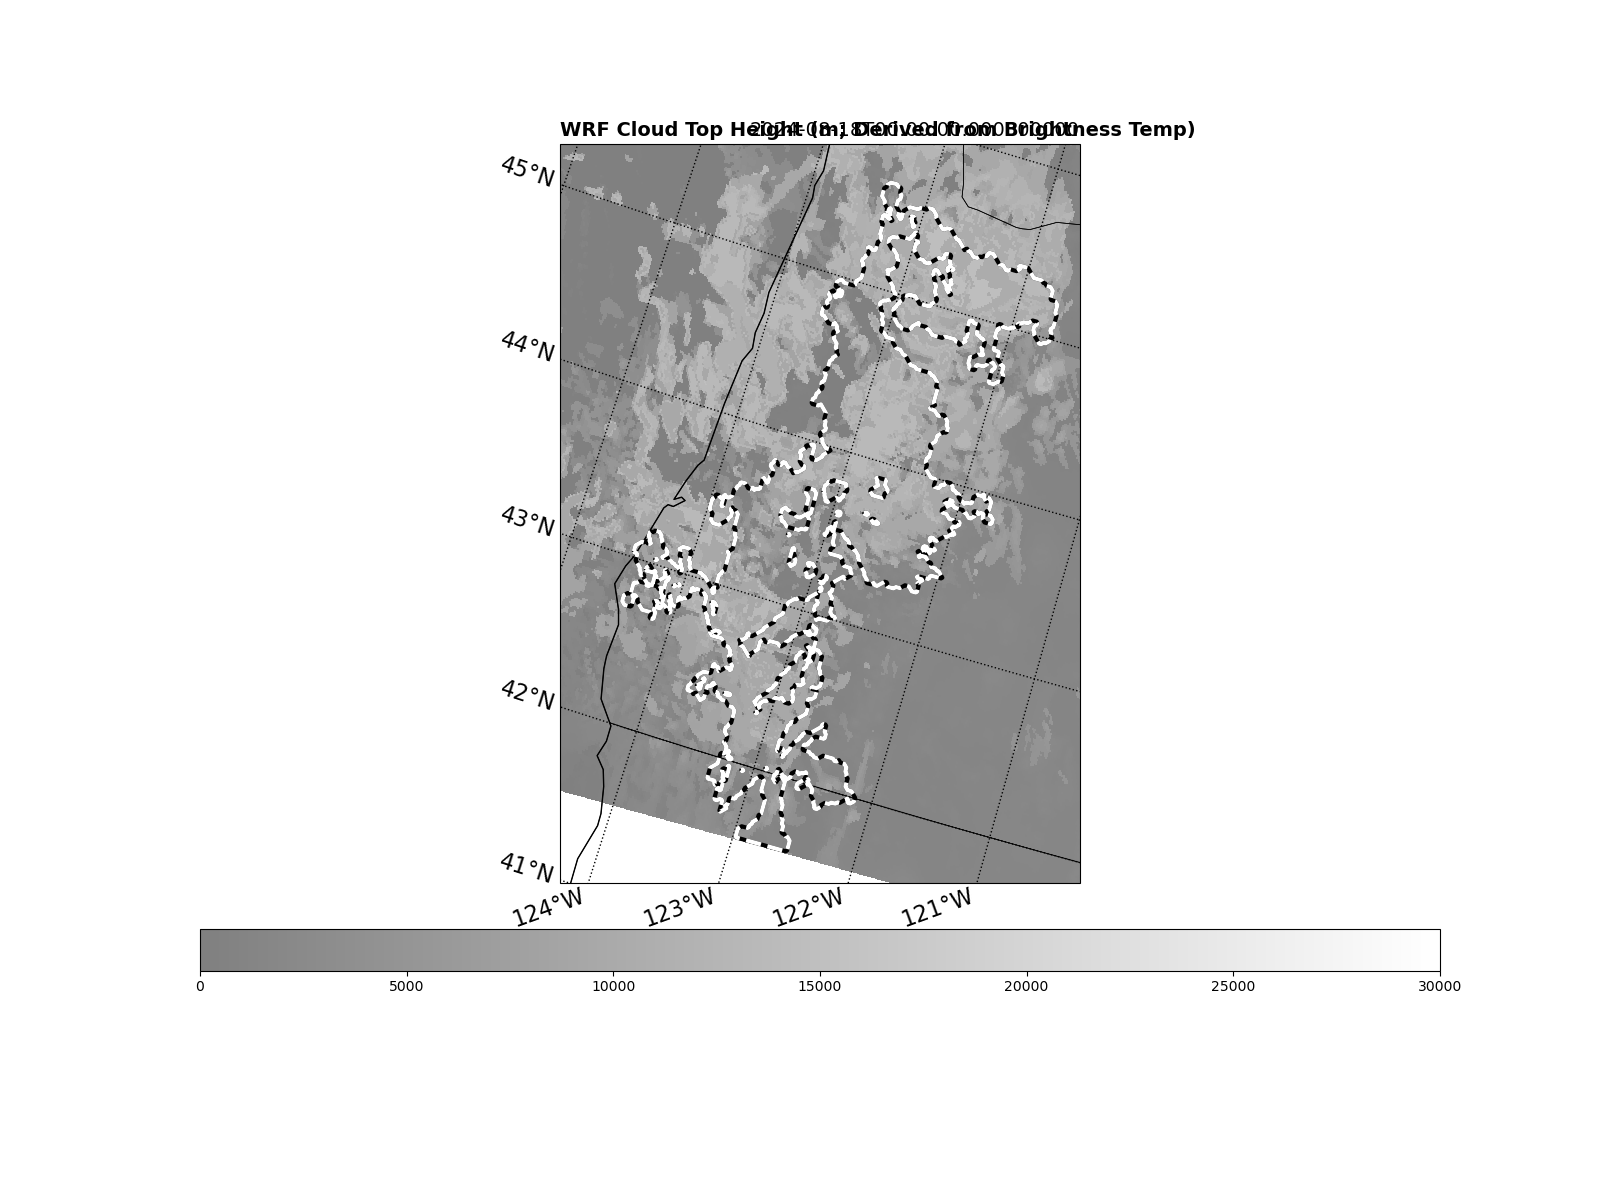 WRF Cloud Top Height (m; Derived from Brightness Temp)
45°N
44°N
43°N
42°N
41°N
124°W 123°W 122°W 121°W
0 5000 10000 15000 20000 25000 30000